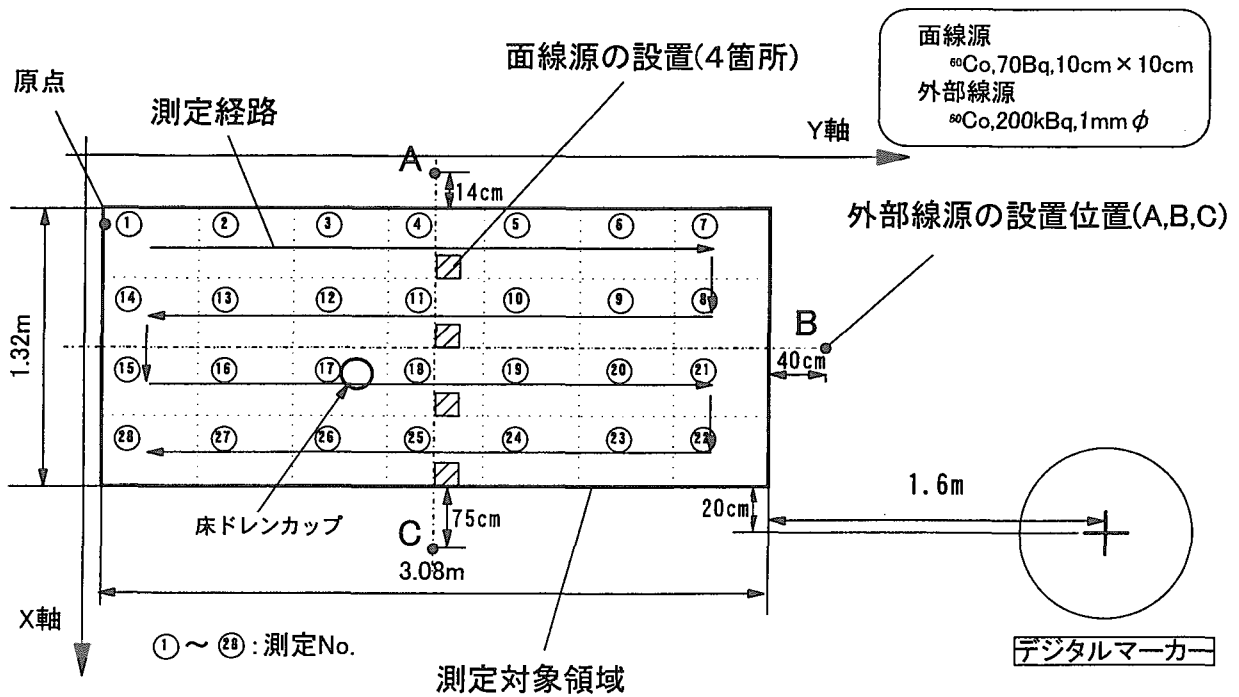 面線源
⁶⁰Co,70Bq,10cm×10cm
外部線源
⁶⁰Co,200kBq,1mmφ
面線源の設置(4箇所)
原点
測定経路
Y軸
A
14cm
外部線源の設置位置(A,B,C)
① ② ③ ④ ⑤ ⑥ ⑦
⑭ ⑬ ⑫ ⑪ ⑩ ⑨ ⑧
B
40cm
1.32m
⑮ ⑯ ⑰ ⑱ ⑲ ⑳ ㉑
㉘ ㉗ ㉖ ㉕ ㉔ ㉓ ㉒
1.6m
20cm
床ドレンカップ
75cm
C
3.08m
X軸
①～㉘:測定No.
測定対象領域
デジタルマーカー